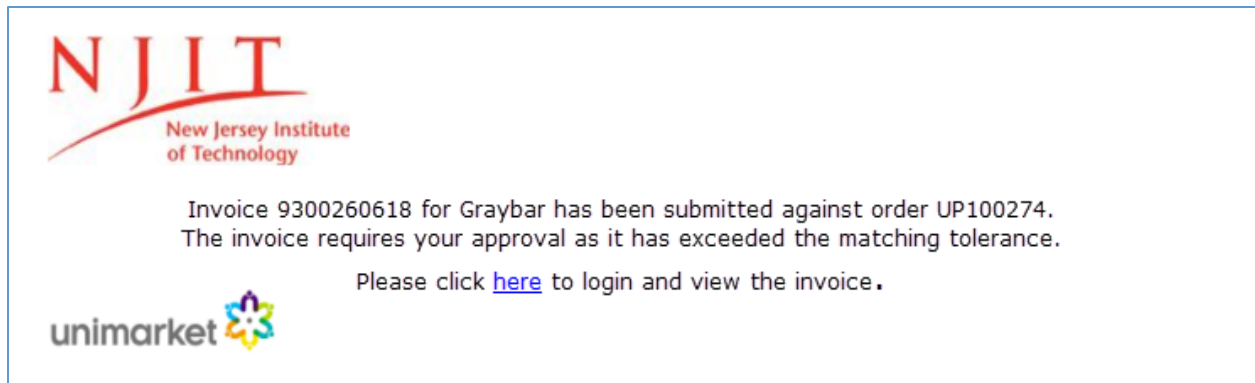 NJIT
New Jersey Institute
of Technology
Invoice 9300260618 for Graybar has been submitted against order UP100274.
The invoice requires your approval as it has exceeded the matching tolerance.
Please click here to login and view the invoice.
unimarket